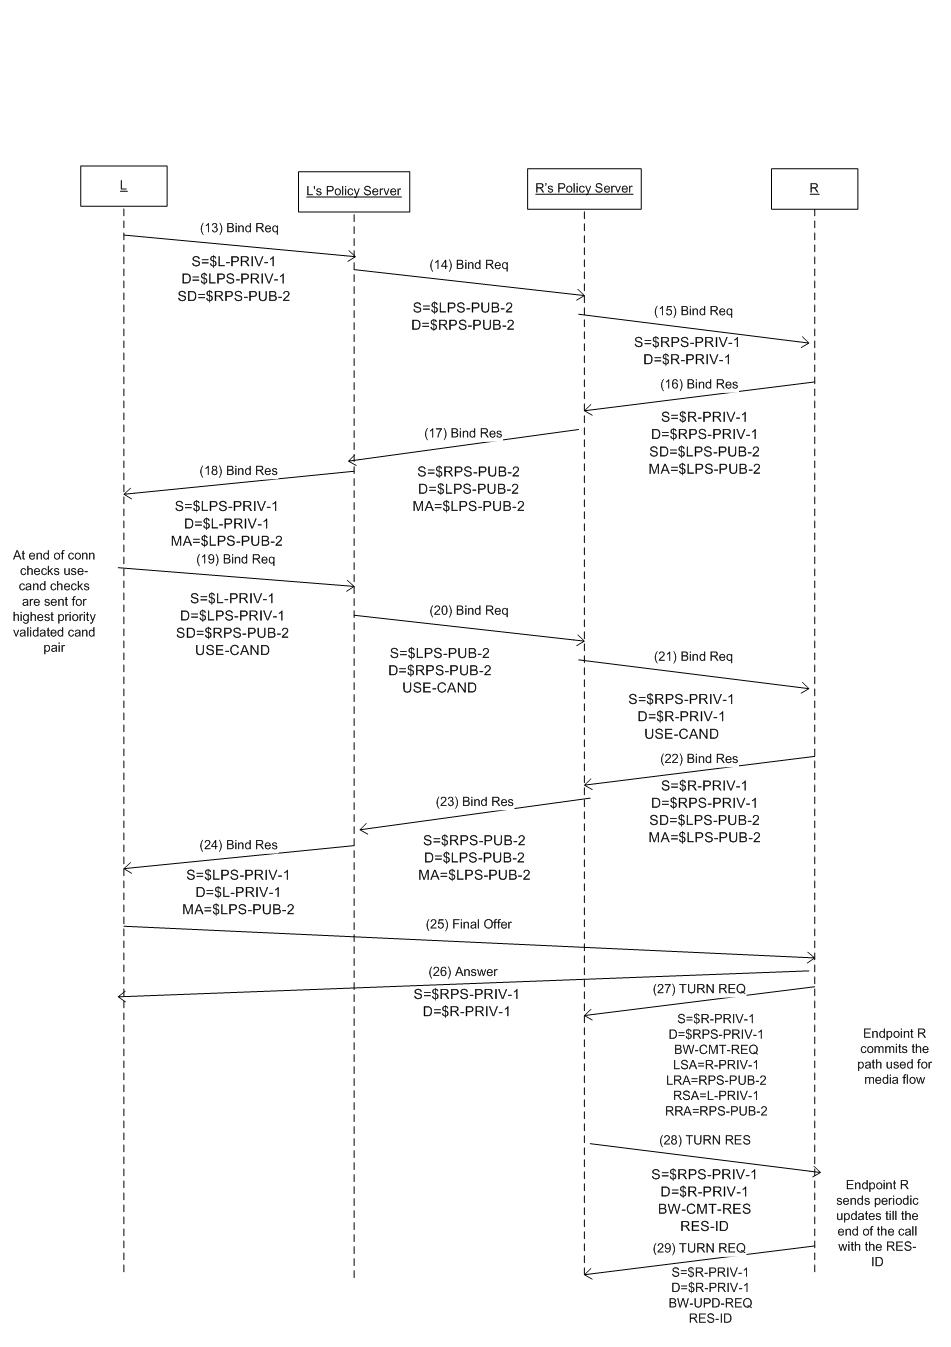 L
L's Policy Server
R's Policy Server
R
(13) Bind Req
S=$L-PRIV-1
D=$LPS-PRIV-1
SD=$RPS-PUB-2
(14) Bind Req
S=$LPS-PUB-2
D=$RPS-PUB-2
(15) Bind Req
S=$RPS-PRIV-1
D=$R-PRIV-1
(16) Bind Res
S=$R-PRIV-1
D=$RPS-PRIV-1
SD=$LPS-PUB-2
MA=$LPS-PUB-2
(17) Bind Res
S=$RPS-PUB-2
D=$LPS-PUB-2
MA=$LPS-PUB-2
(18) Bind Res
S=$LPS-PRIV-1
D=$L-PRIV-1
MA=$LPS-PUB-2
At end of conn
checks use-
cand checks
are sent for
highest priority
validated cand
pair
(19) Bind Req
S=$L-PRIV-1
D=$LPS-PRIV-1
SD=$RPS-PUB-2
USE-CAND
(20) Bind Req
S=$LPS-PUB-2
D=$RPS-PUB-2
USE-CAND
(21) Bind Req
S=$RPS-PRIV-1
D=$R-PRIV-1
USE-CAND
(22) Bind Res
S=$R-PRIV-1
D=$RPS-PRIV-1
SD=$LPS-PUB-2
MA=$LPS-PUB-2
(23) Bind Res
S=$RPS-PUB-2
D=$LPS-PUB-2
MA=$LPS-PUB-2
(24) Bind Res
S=$LPS-PRIV-1
D=$L-PRIV-1
MA=$LPS-PUB-2
(25) Final Offer
(26) Answer
S=$RPS-PRIV-1
D=$R-PRIV-1
(27) TURN REQ
S=$R-PRIV-1
D=$RPS-PRIV-1
BW-CMT-REQ
LSA=R-PRIV-1
LRA=RPS-PUB-2
RSA=L-PRIV-1
RRA=RPS-PUB-2
Endpoint R
commits the
path used for
media flow
(28) TURN RES
S=$RPS-PRIV-1
D=$R-PRIV-1
BW-CMT-RES
RES-ID
Endpoint R
sends periodic
updates till the
end of the call
with the RES-
ID
(29) TURN REQ
S=$R-PRIV-1
D=$R-PRIV-1
BW-UPD-REQ
RES-ID